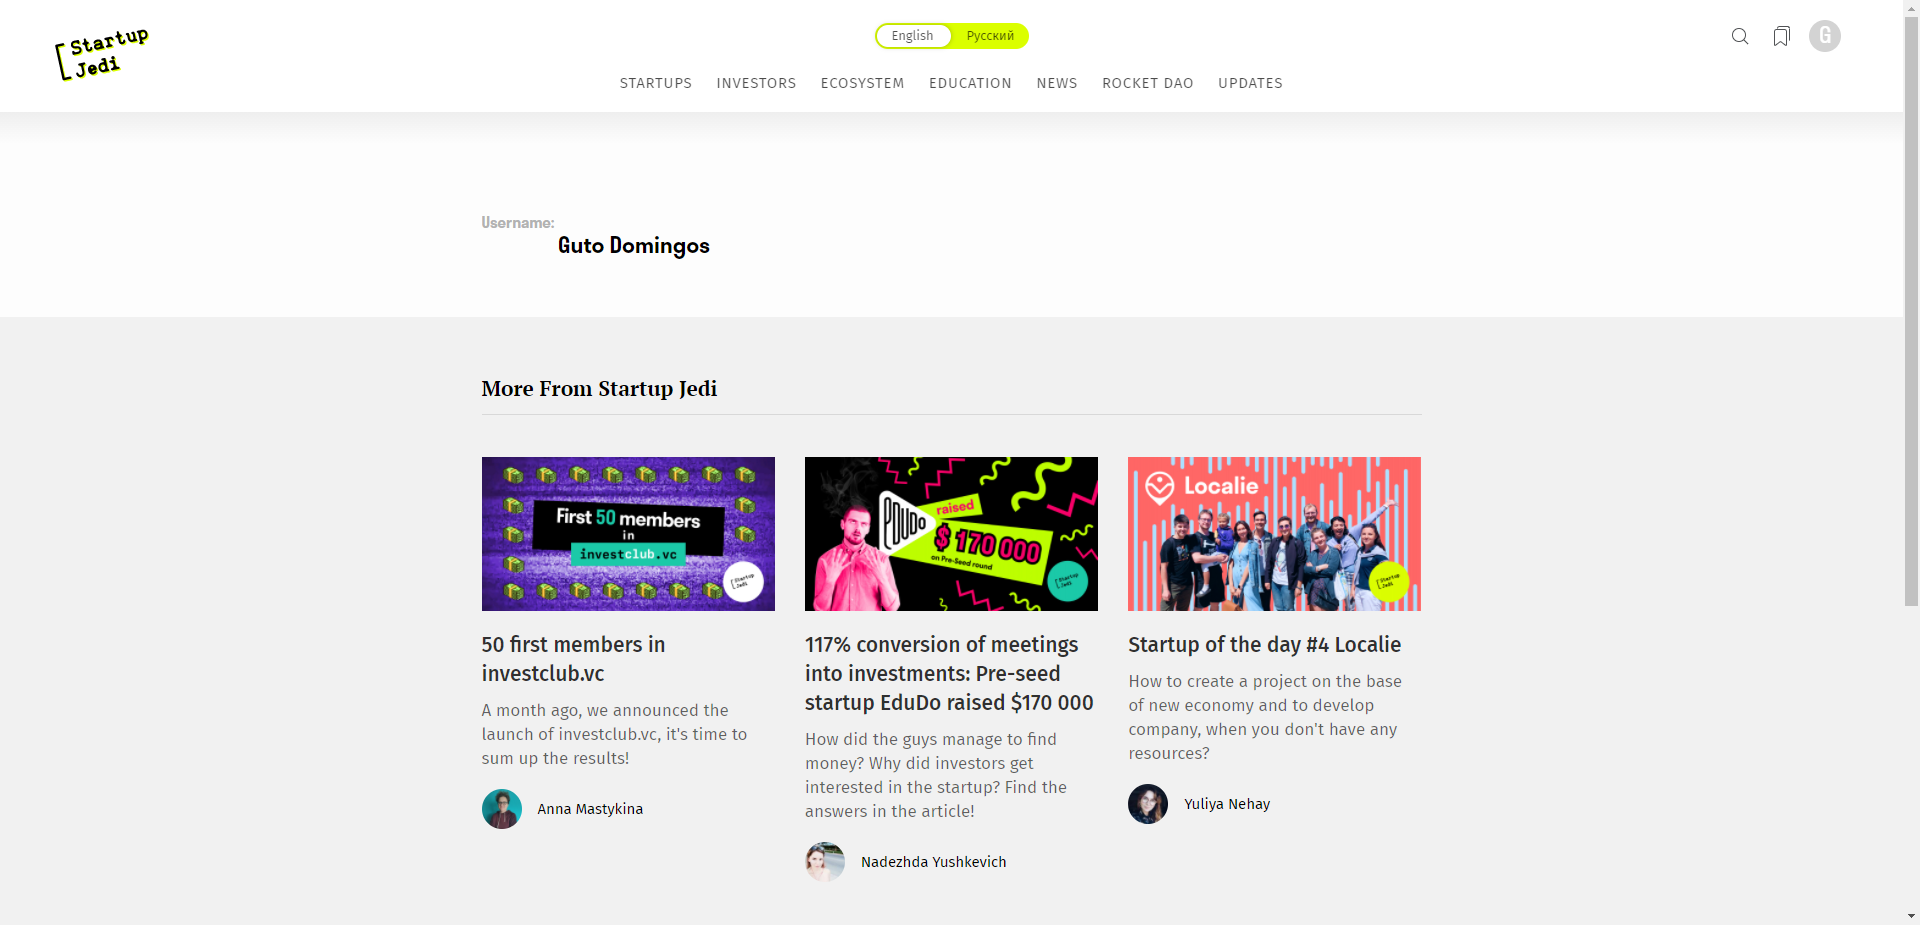 Startup
Jedi
English
Русский
G
STARTUPS
INVESTORS
ECOSYSTEM
EDUCATION
NEWS
ROCKET DAO
UPDATES
Username:
Guto Domingos
More From Startup Jedi
First 50 members
in
investclub.vc
Startup
Jedi
50 first members in
investclub.vc
A month ago, we announced the
launch of investclub.vc, it's time to
sum up the results!
Anna Mastykina
EDUDO
raised
$ 170 000
on Pre-Seed round
Startup
Jedi
117% conversion of meetings
into investments: Pre-seed
startup EduDo raised $170 000
How did the guys manage to find
money? Why did investors get
interested in the startup? Find the
answers in the article!
Nadezhda Yushkevich
Localie
Startup
Jedi
Startup of the day #4 Localie
How to create a project on the base
of new economy and to develop
company, when you don't have any
resources?
Yuliya Nehay